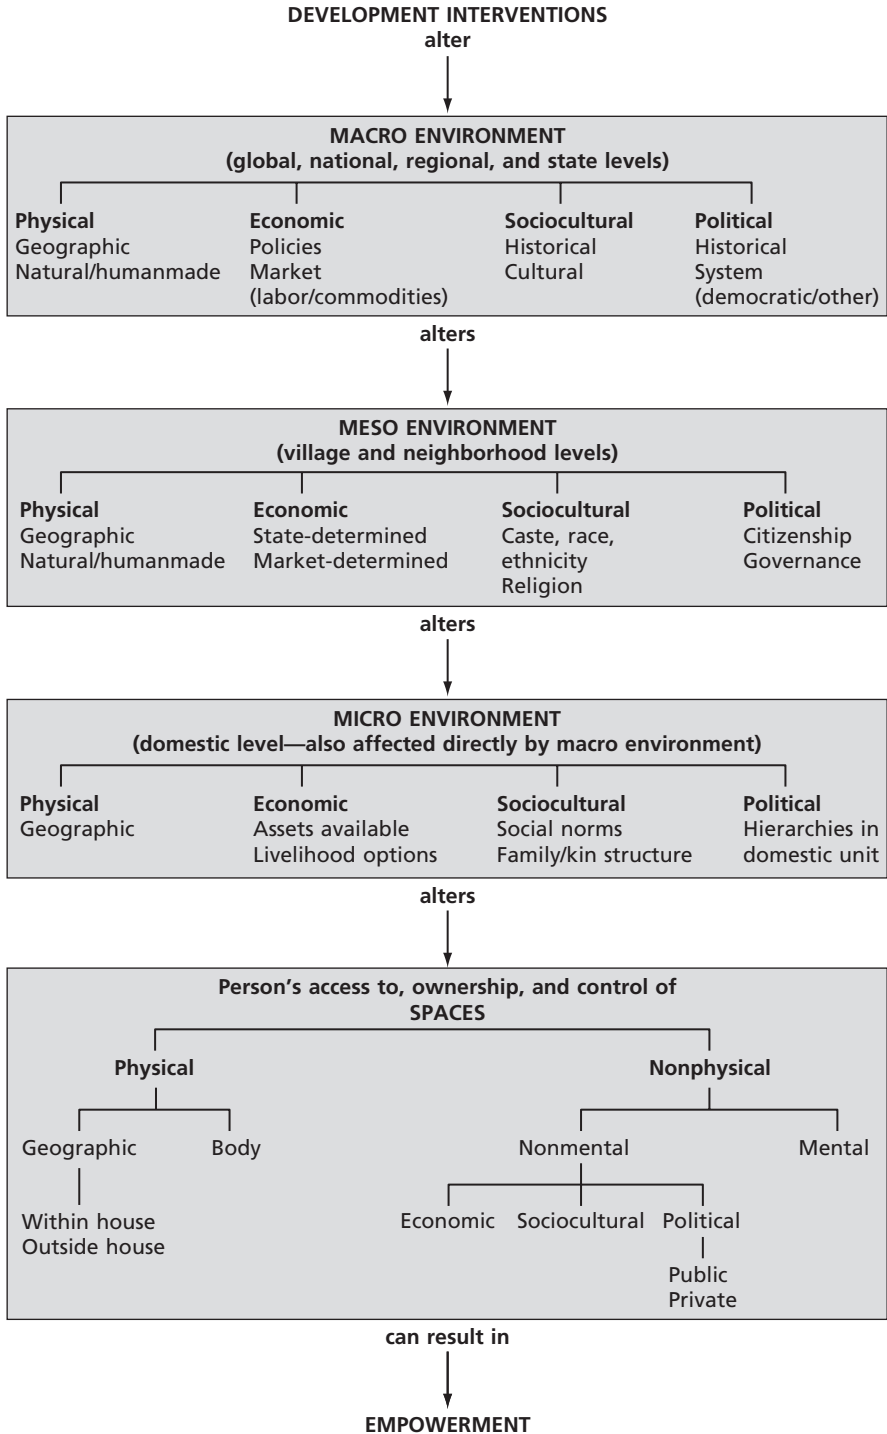 DEVELOPMENT INTERVENTIONS
alter
MACRO ENVIRONMENT
(global, national, regional, and state levels)
Physical
Geographic
Natural/humanmade
Economic
Policies
Market
(labor/commodities)
Sociocultural
Historical
Cultural
Political
Historical
System
(democratic/other)
alters
MESO ENVIRONMENT
(village and neighborhood levels)
Physical
Geographic
Natural/humanmade
Economic
State-determined
Market-determined
Sociocultural
Caste, race,
ethnicity
Religion
Political
Citizenship
Governance
alters
MICRO ENVIRONMENT
(domestic level—also affected directly by macro environment)
Physical
Geographic
Economic
Assets available
Livelihood options
Sociocultural
Social norms
Family/kin structure
Political
Hierarchies in
domestic unit
alters
Person’s access to, ownership, and control of
SPACES
Physical
Nonphysical
Geographic
Body
Nonmental
Mental
Within house
Outside house
Economic
Sociocultural
Political
Public
Private
can result in
EMPOWERMENT